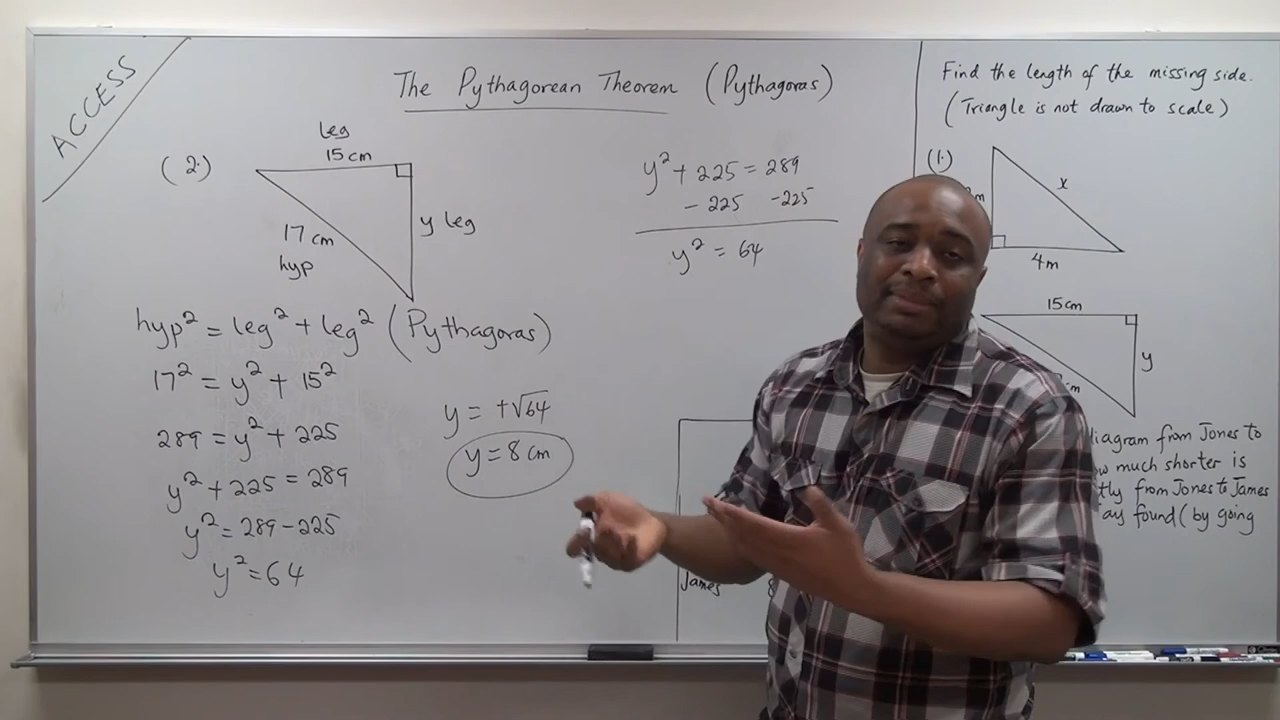 ACCESS
The Pythagorean Theorem (Pythagoras)
(2.)
leg
15 cm
17 cm
hyp
y leg
hyp² = leg² + leg² (Pythagoras)
17² = y² + 15²
289 = y² + 225
y² + 225 = 289
y² = 289 - 225
y² = 64
y = +√64
y = 8 cm
y² + 225 = 289
- 225 -225
y² = 64
Find the length of the missing side.
(Triangle is not drawn to scale)
(1.)
m
x
4m
15 cm
y
cm
diagram from Jones to
much shorter is
from Jones to James
found (by going
James